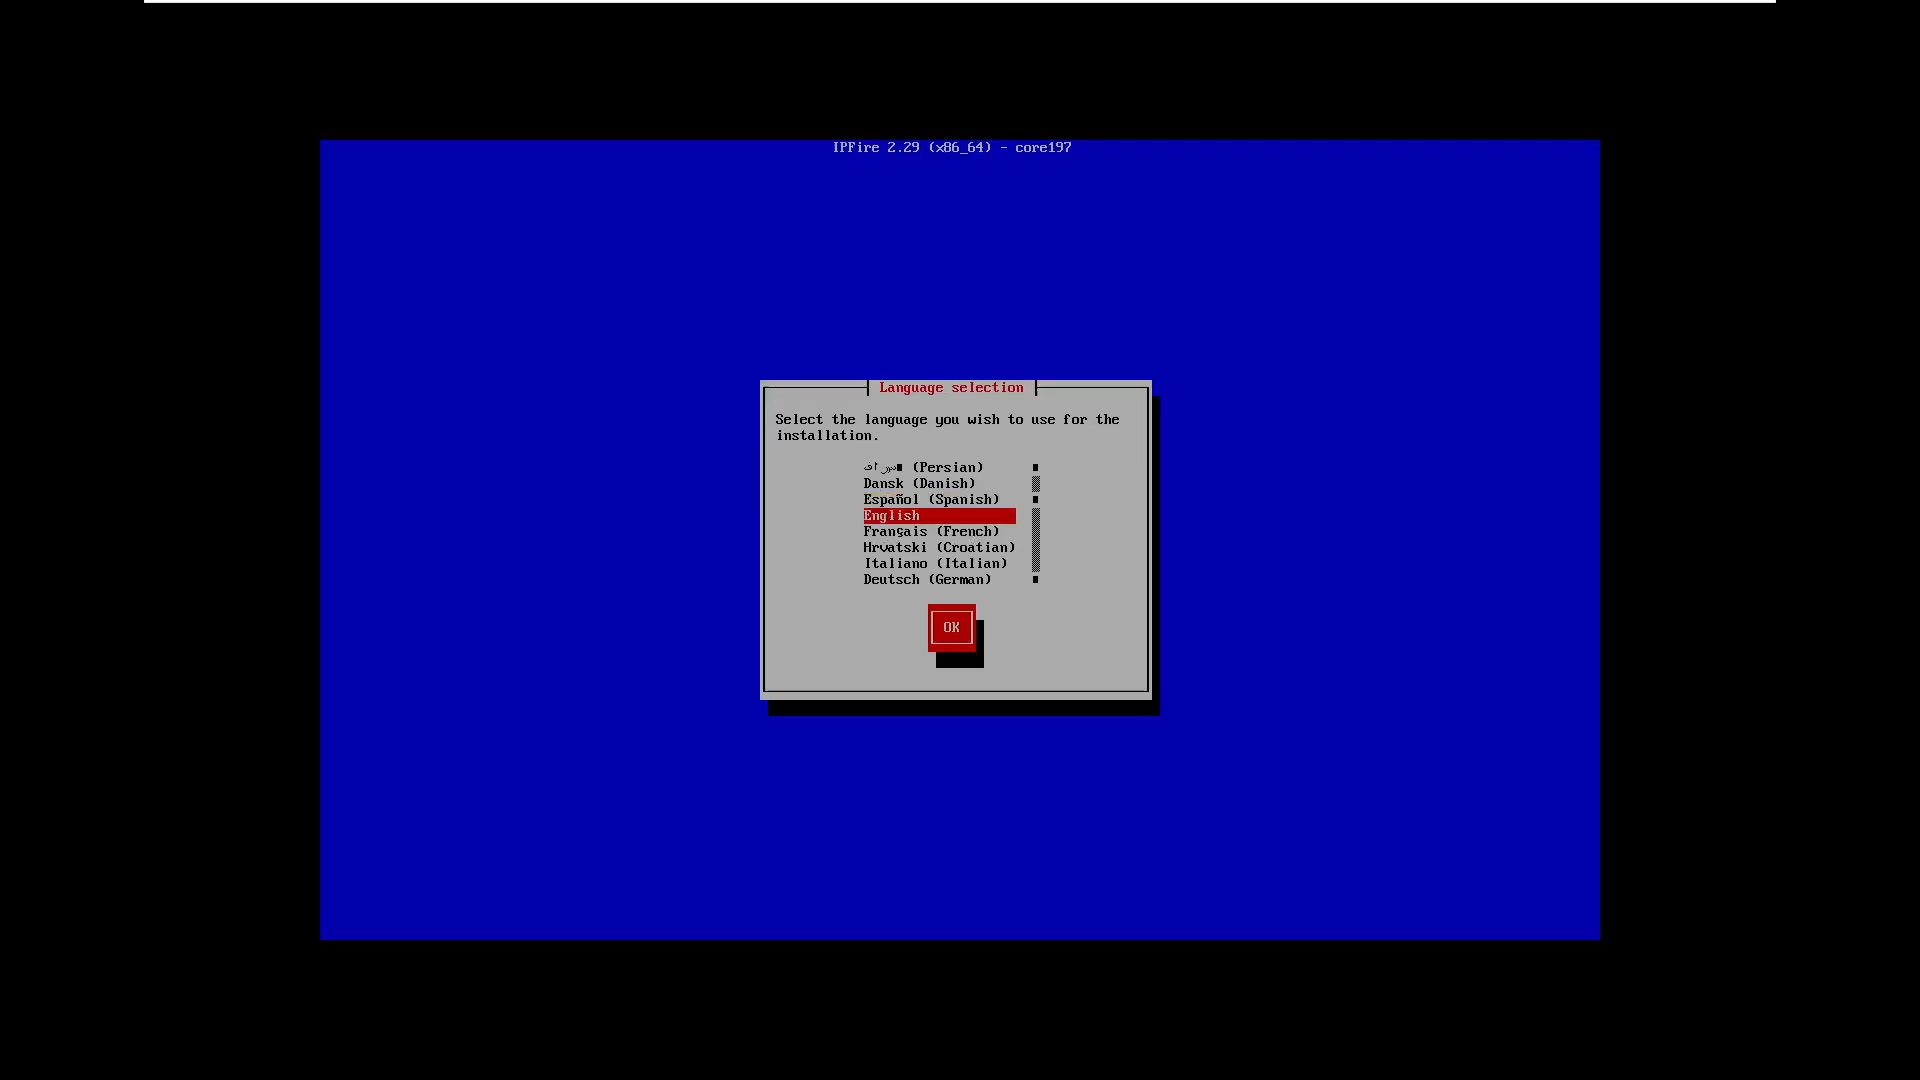 IPFire 2.29 (x86_64) - core197
Language selection
Select the language you wish to use for the
installation.
(Persian)
Dansk (Danish)
Español (Spanish)
English
Français (French)
Hrvatski (Croatian)
Italiano (Italian)
Deutsch (German)
OK